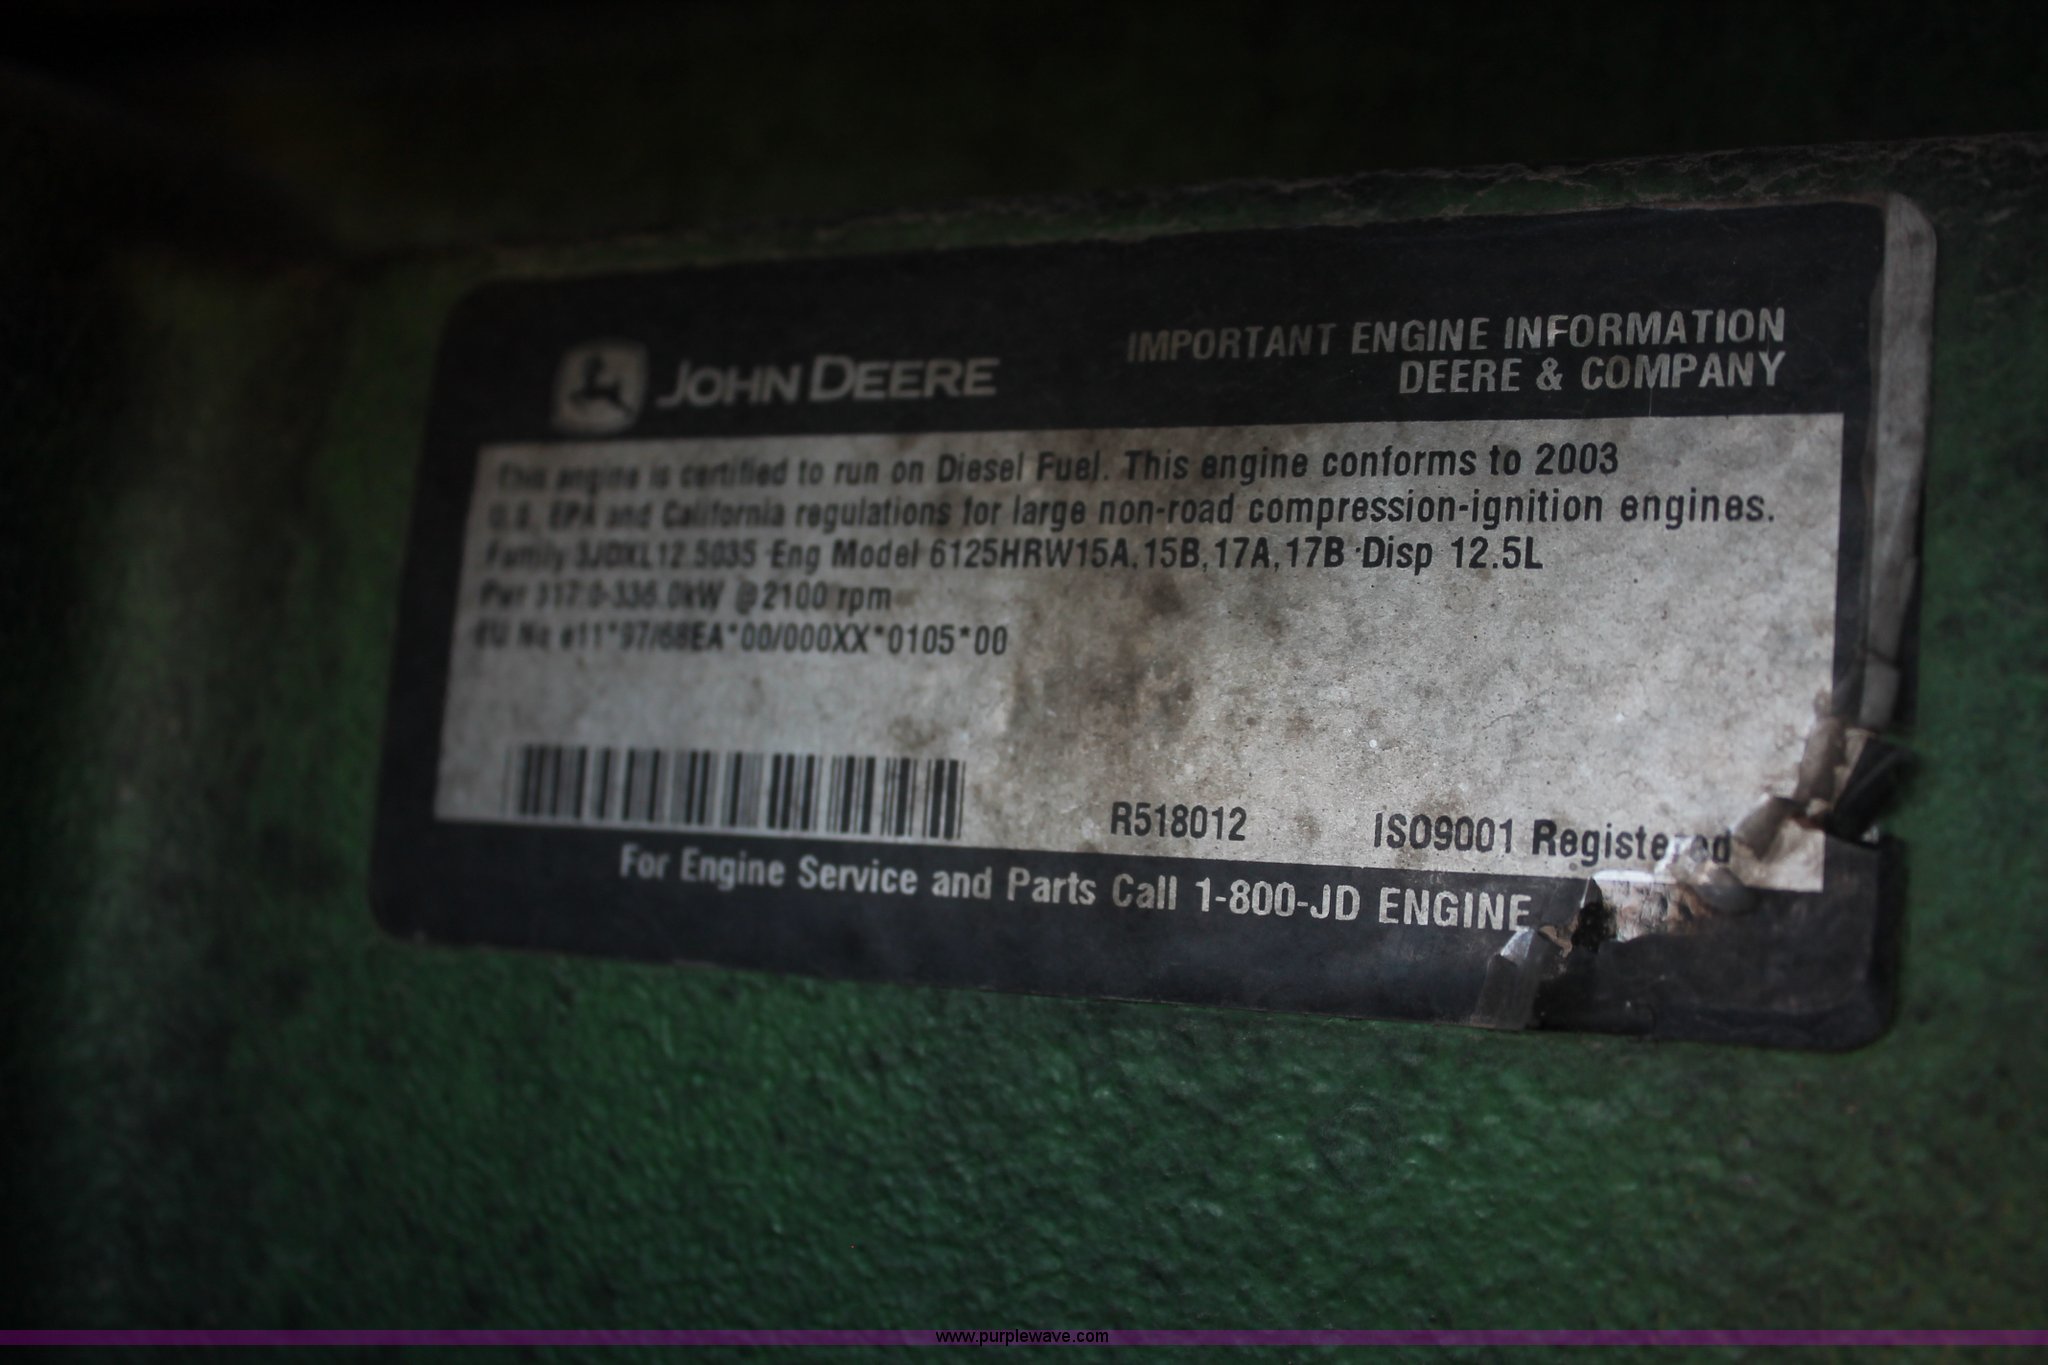 JOHN DEERE
IMPORTANT ENGINE INFORMATION
DEERE & COMPANY
This engine is certified to run on Diesel Fuel. This engine conforms to 2003
U.S. EPA and California regulations for large non-road compression-ignition engines.
Family 3JDXL12.5035 Eng Model 6125HRW15A,15B,17A,17B Disp 12.5L
Pwr 317.0-336.0kW @ 2100 rpm
EU No e11*97/68EA*00/000XX*0105*00
R518012
ISO9001 Registered
For Engine Service and Parts Call 1-800-JD ENGINE
www.purplewave.com